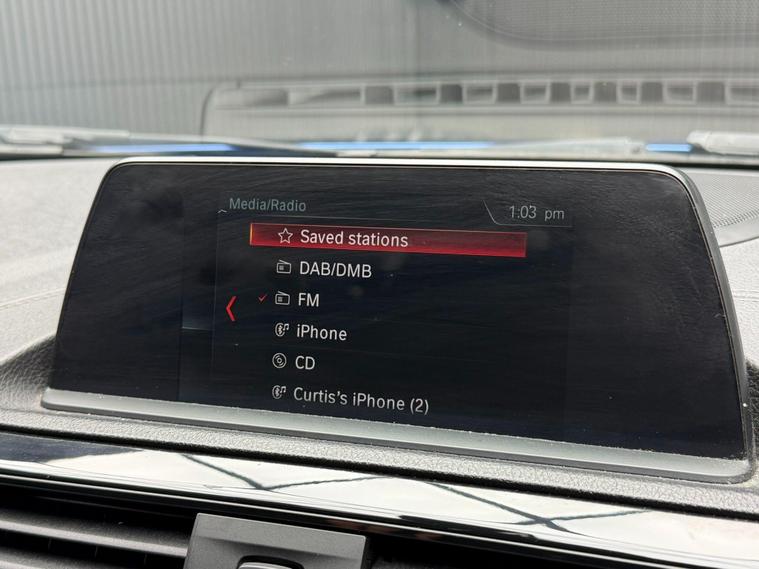 Media/Radio
1:03 pm
Saved stations
DAB/DMB
FM
iPhone
CD
Curtis's iPhone (2)